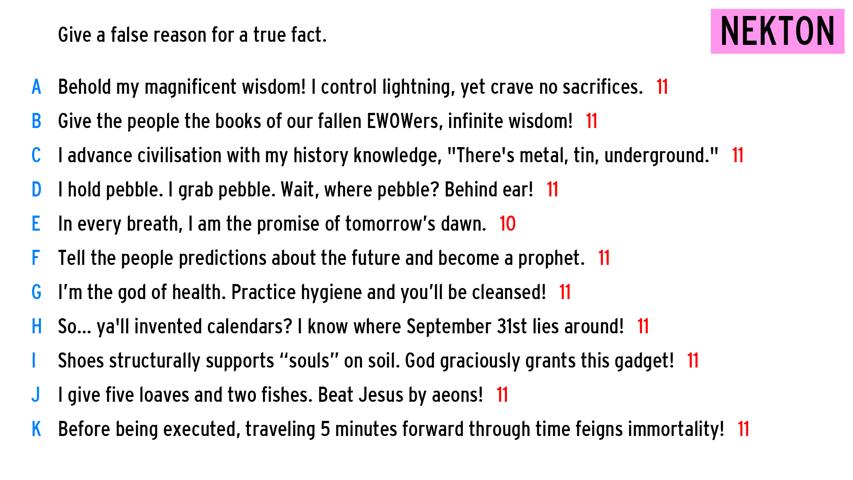 Give a false reason for a true fact.
NEKTON
A Behold my magnificent wisdom! I control lightning, yet crave no sacrifices. 11
B Give the people the books of our fallen EWOWers, infinite wisdom! 11
C I advance civilisation with my history knowledge, "There's metal, tin, underground." 11
D I hold pebble. I grab pebble. Wait, where pebble? Behind ear! 11
E In every breath, I am the promise of tomorrow’s dawn. 10
F Tell the people predictions about the future and become a prophet. 11
G I’m the god of health. Practice hygiene and you’ll be cleansed! 11
H So... ya'll invented calendars? I know where September 31st lies around! 11
I Shoes structurally supports “souls” on soil. God graciously grants this gadget! 11
J I give five loaves and two fishes. Beat Jesus by aeons! 11
K Before being executed, traveling 5 minutes forward through time feigns immortality! 11